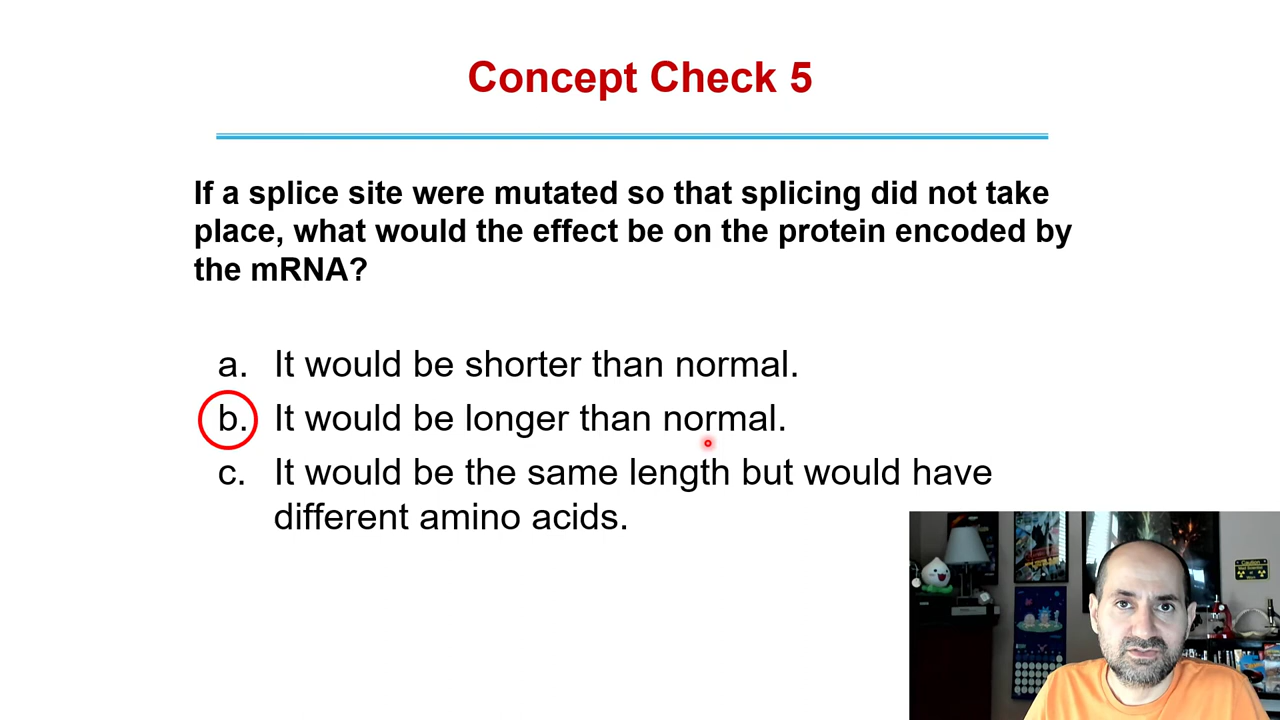 Concept Check 5
If a splice site were mutated so that splicing did not take
place, what would the effect be on the protein encoded by
the mRNA?
a. It would be shorter than normal.
b. It would be longer than normal.
c. It would be the same length but would have
different amino acids.
Caution